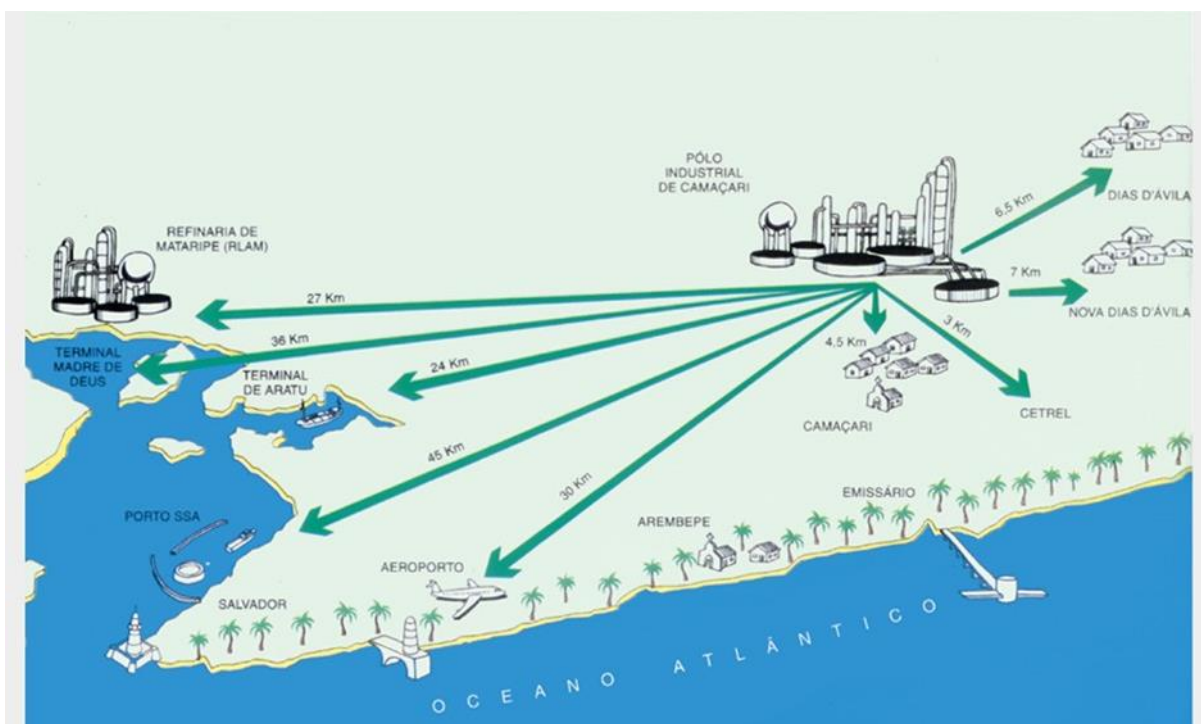 PÓLO
INDUSTRIAL
DE CAMAÇARI
6,5 Km
DIAS D'ÁVILA
REFINARIA DE
MATARIPE (RLAM)
7 Km
NOVA DIAS D'ÁVILA
27 Km
36 Km
24 Km
4,5 Km
3 Km
TERMINAL
MADRE DE
DEUS
TERMINAL
DE ARATU
CETREL
CAMAÇARI
45 Km
30 Km
EMISSÁRIO
PORTO SSA
AREMBEPE
AEROPORTO
SALVADOR
OCEANO ATLÂNTICO